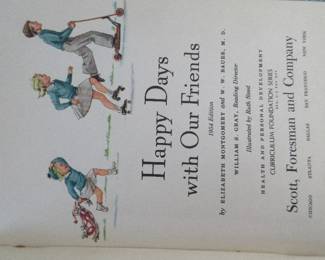 Happy Days
with Our Friends
1954 Edition
by ELIZABETH MONTGOMERY and W. W. BAUER, M. D.
WILLIAM S. GRAY, Reading Director
Illustrated by Ruth Steed
HEALTH AND PERSONAL DEVELOPMENT
CURRICULUM FOUNDATION SERIES
Scott, Foresman and Company
CHICAGO ATLANTA DALLAS SAN FRANCISCO NEW YORK